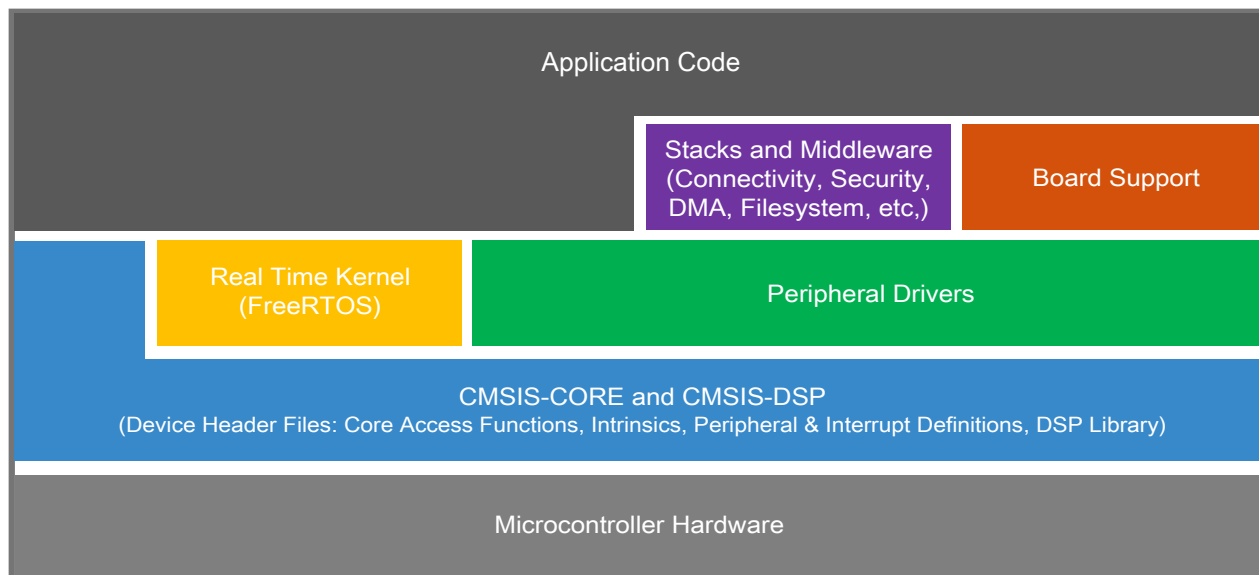 Application Code
Stacks and Middleware
(Connectivity, Security,
DMA, Filesystem, etc,)
Board Support
Real Time Kernel
(FreeRTOS)
Peripheral Drivers
CMSIS-CORE and CMSIS-DSP
(Device Header Files: Core Access Functions, Intrinsics, Peripheral & Interrupt Definitions, DSP Library)
Microcontroller Hardware